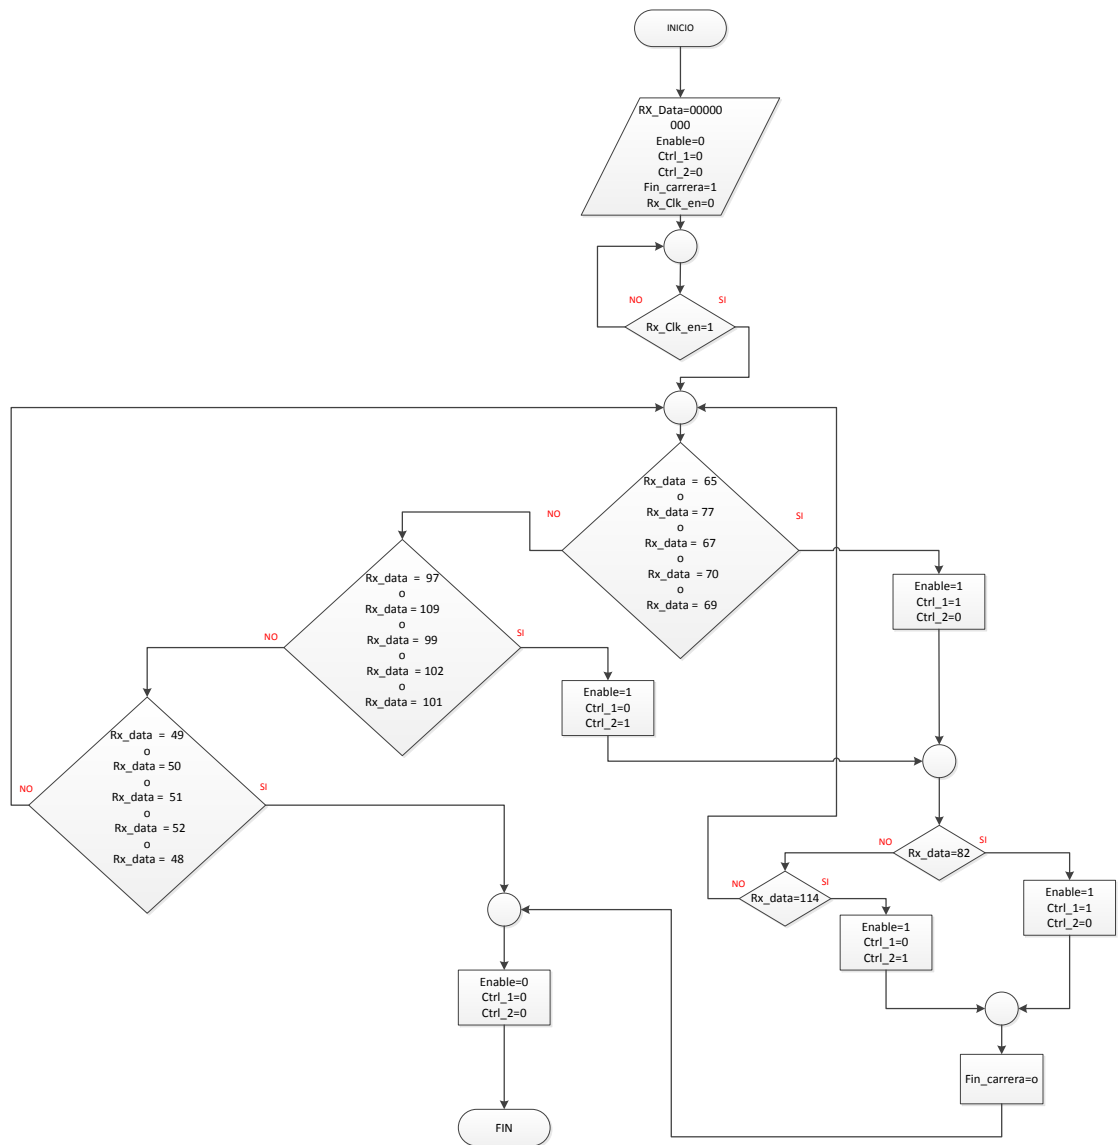 INICIO
RX_Data=00000
000
Enable=0
Ctrl_1=0
Ctrl_2=0
Fin_carrera=1
Rx_Clk_en=0
NO
SI
Rx_Clk_en=1
Rx_data = 65
o
Rx_data = 77
o
Rx_data = 67
o
Rx_data = 70
o
Rx_data = 69
NO
SI
Enable=1
Ctrl_1=1
Ctrl_2=0
Rx_data = 97
o
Rx_data = 109
o
Rx_data = 99
o
Rx_data = 102
o
Rx_data = 101
NO
SI
Enable=1
Ctrl_1=0
Ctrl_2=1
Rx_data = 49
o
Rx_data = 50
o
Rx_data = 51
o
Rx_data = 52
o
Rx_data = 48
NO
SI
NO
SI
Rx_data=82
NO
SI
Rx_data=114
Enable=1
Ctrl_1=1
Ctrl_2=0
Enable=1
Ctrl_1=0
Ctrl_2=1
Enable=0
Ctrl_1=0
Ctrl_2=0
Fin_carrera=o
FIN